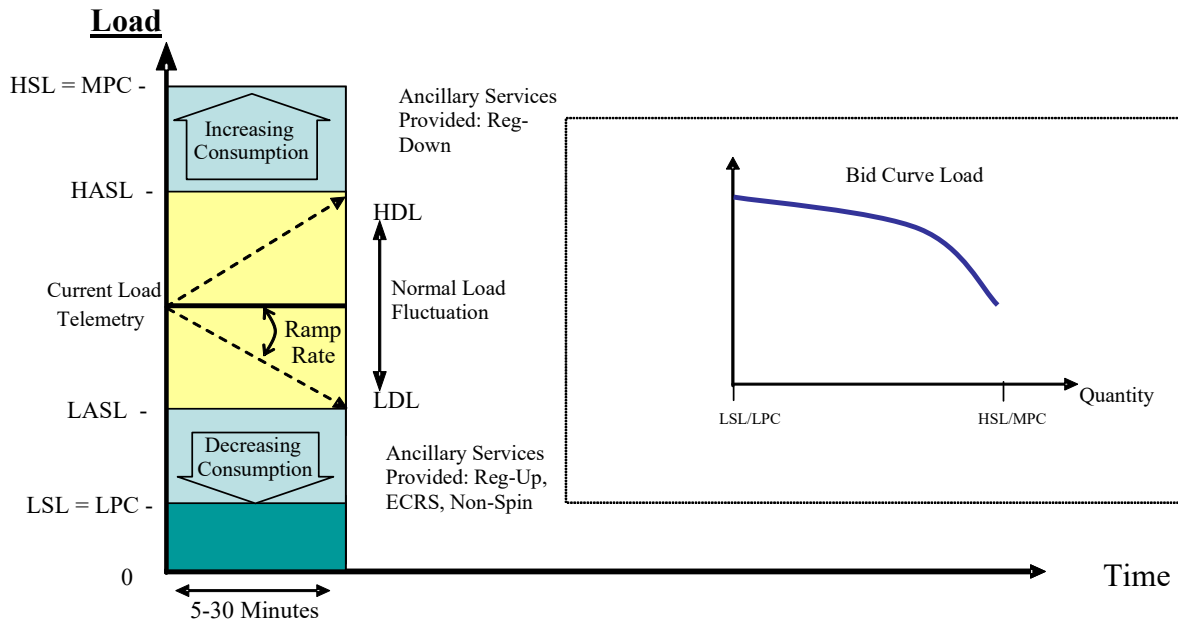 Load
HSL = MPC -
Increasing
Consumption
Ancillary Services
Provided: Reg-
Down
HASL -
HDL
Current Load
Telemetry
Normal Load
Fluctuation
Ramp
Rate
LDL
LASL -
Decreasing
Consumption
Ancillary Services
Provided: Reg-Up,
ECRS, Non-Spin
LSL = LPC -
0
5-30 Minutes
Time
Bid Curve Load
Quantity
LSL/LPC
HSL/MPC